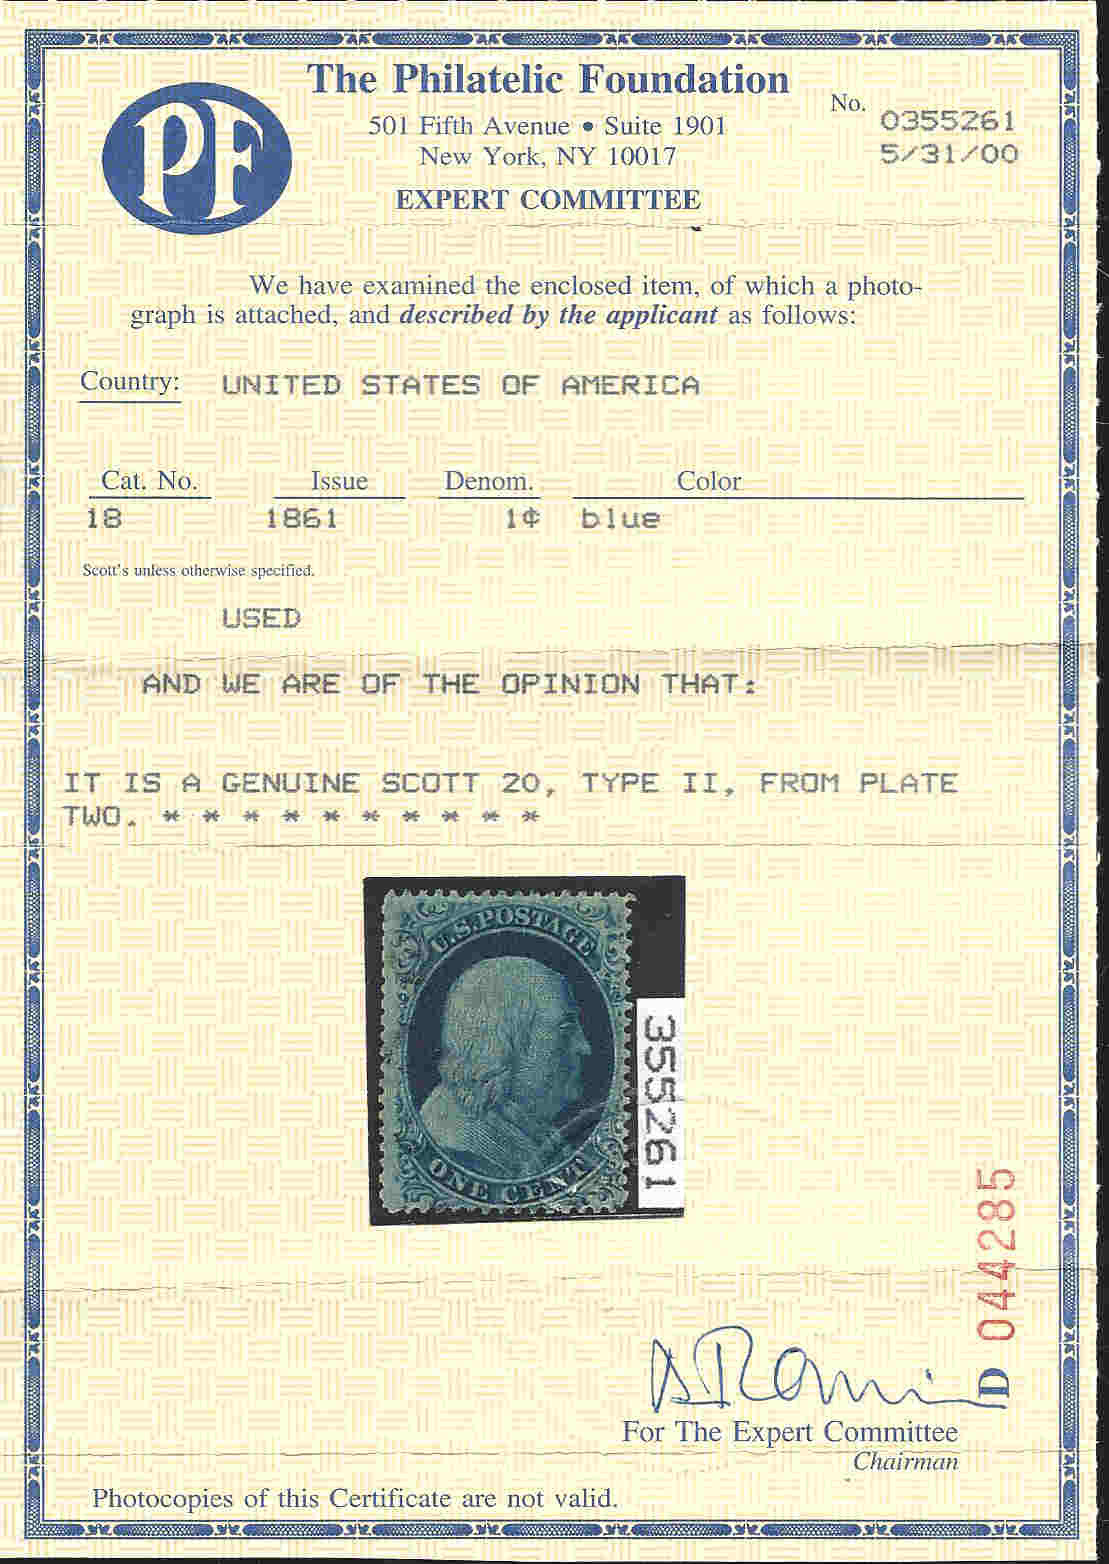 PF
The Philatelic Foundation
501 Fifth Avenue • Suite 1901
New York, NY 10017
EXPERT COMMITTEE
No. 0355261
5/31/00
We have examined the enclosed item, of which a photo-
graph is attached, and described by the applicant as follows:
Country: UNITED STATES OF AMERICA
Cat. No. Issue Denom. Color
18 1861 1¢ blue
Scott's unless otherwise specified.
USED
AND WE ARE OF THE OPINION THAT:
IT IS A GENUINE SCOTT 20, TYPE II, FROM PLATE
TWO. * * * * * * * * * *
U.S. POSTAGE
ONE CENT
355261
D 044285
For The Expert Committee
Chairman
Photocopies of this Certificate are not valid.